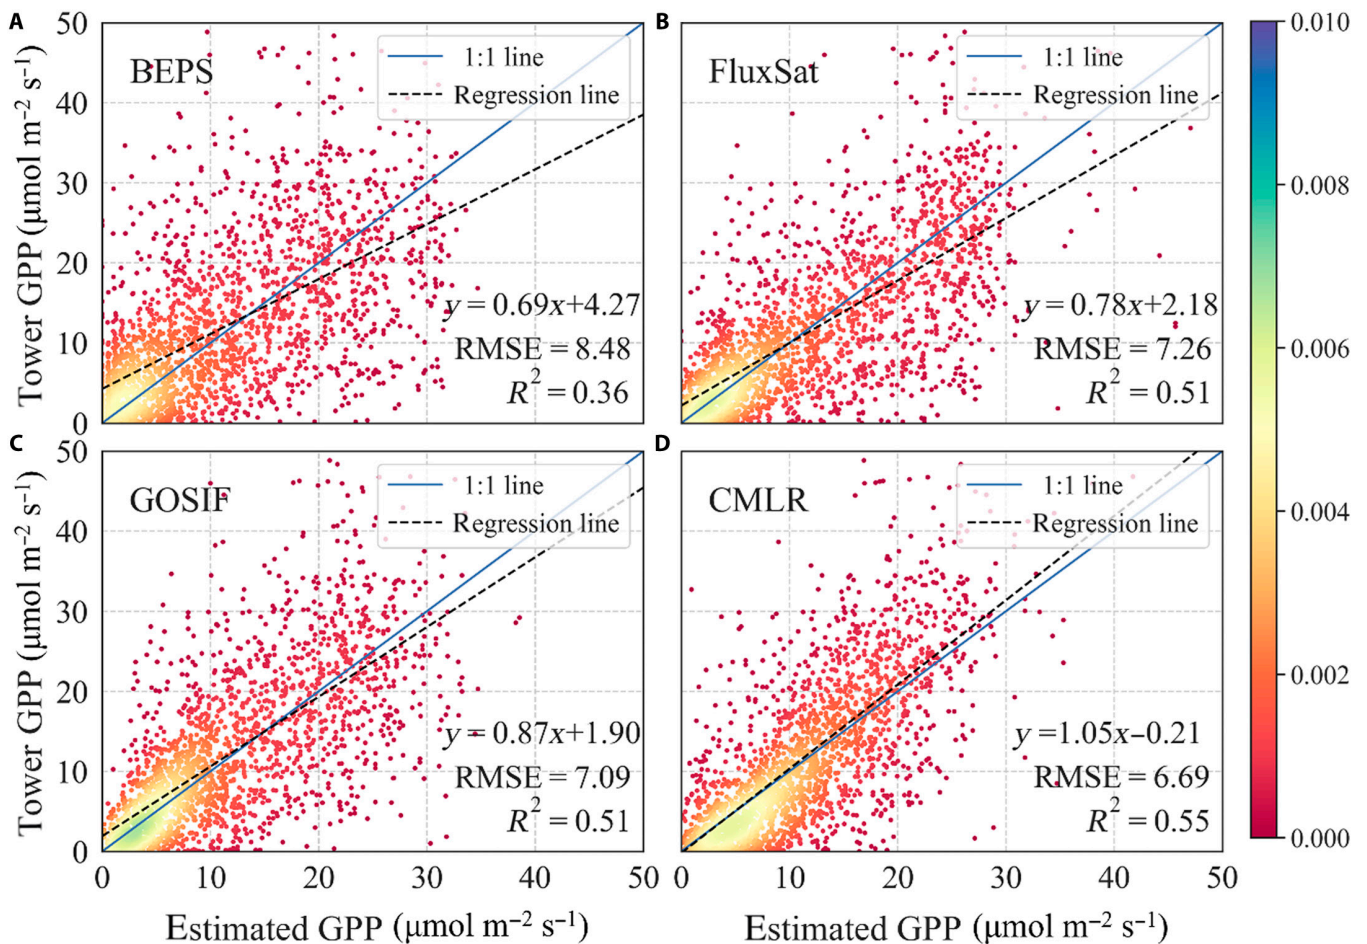 A
BEPS
1:1 line
Regression line
y = 0.69x+4.27
RMSE = 8.48
R² = 0.36
50
40
30
20
10
0
Tower GPP (μmol m⁻² s⁻¹)
B
FluxSat
1:1 line
Regression line
y = 0.78x+2.18
RMSE = 7.26
R² = 0.51
C
GOSIF
1:1 line
Regression line
y = 0.87x+1.90
RMSE = 7.09
R² = 0.51
50
40
30
20
10
0
Tower GPP (μmol m⁻² s⁻¹)
0 10 20 30 40 50
Estimated GPP (μmol m⁻² s⁻¹)
D
CMLR
1:1 line
Regression line
y = 1.05x–0.21
RMSE = 6.69
R² = 0.55
0 10 20 30 40 50
Estimated GPP (μmol m⁻² s⁻¹)
0.010
0.008
0.006
0.004
0.002
0.000